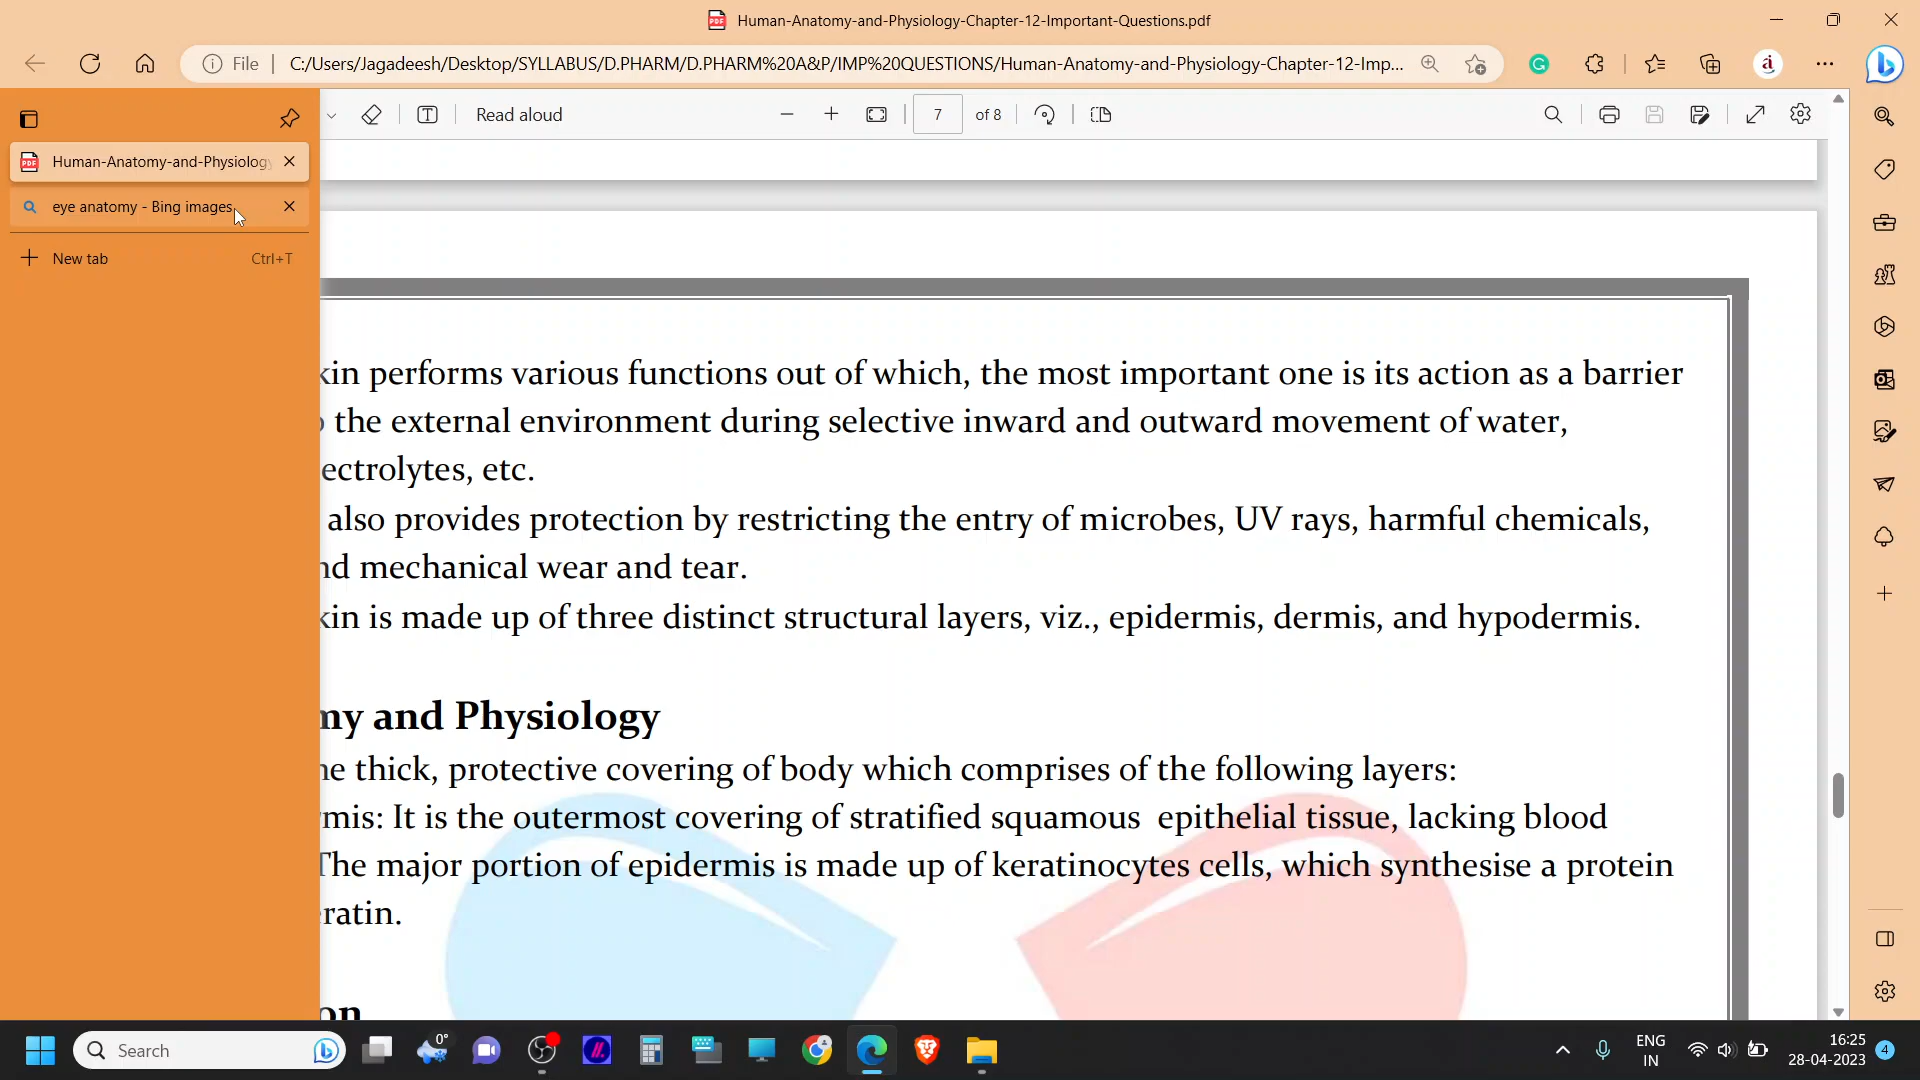 Human-Anatomy-and-Physiology-Chapter-12-Important-Questions.pdf
File
C:/Users/Jagadeesh/Desktop/SYLLABUS/D.PHARM/D.PHARM%20A&P/IMP%20QUESTIONS/Human-Anatomy-and-Physiology-Chapter-12-Imp...
Read aloud
7 of 8
Human-Anatomy-and-Physiology
eye anatomy - Bing images
New tab Ctrl+T
kin performs various functions out of which, the most important one is its action as a barrier
o the external environment during selective inward and outward movement of water,
ectrolytes, etc.
also provides protection by restricting the entry of microbes, UV rays, harmful chemicals,
nd mechanical wear and tear.
kin is made up of three distinct structural layers, viz., epidermis, dermis, and hypodermis.
my and Physiology
he thick, protective covering of body which comprises of the following layers:
rmis: It is the outermost covering of stratified squamous epithelial tissue, lacking blood
The major portion of epidermis is made up of keratinocytes cells, which synthesise a protein
eratin.
on
Search
0°
ENG
IN
16:25
28-04-2023
4